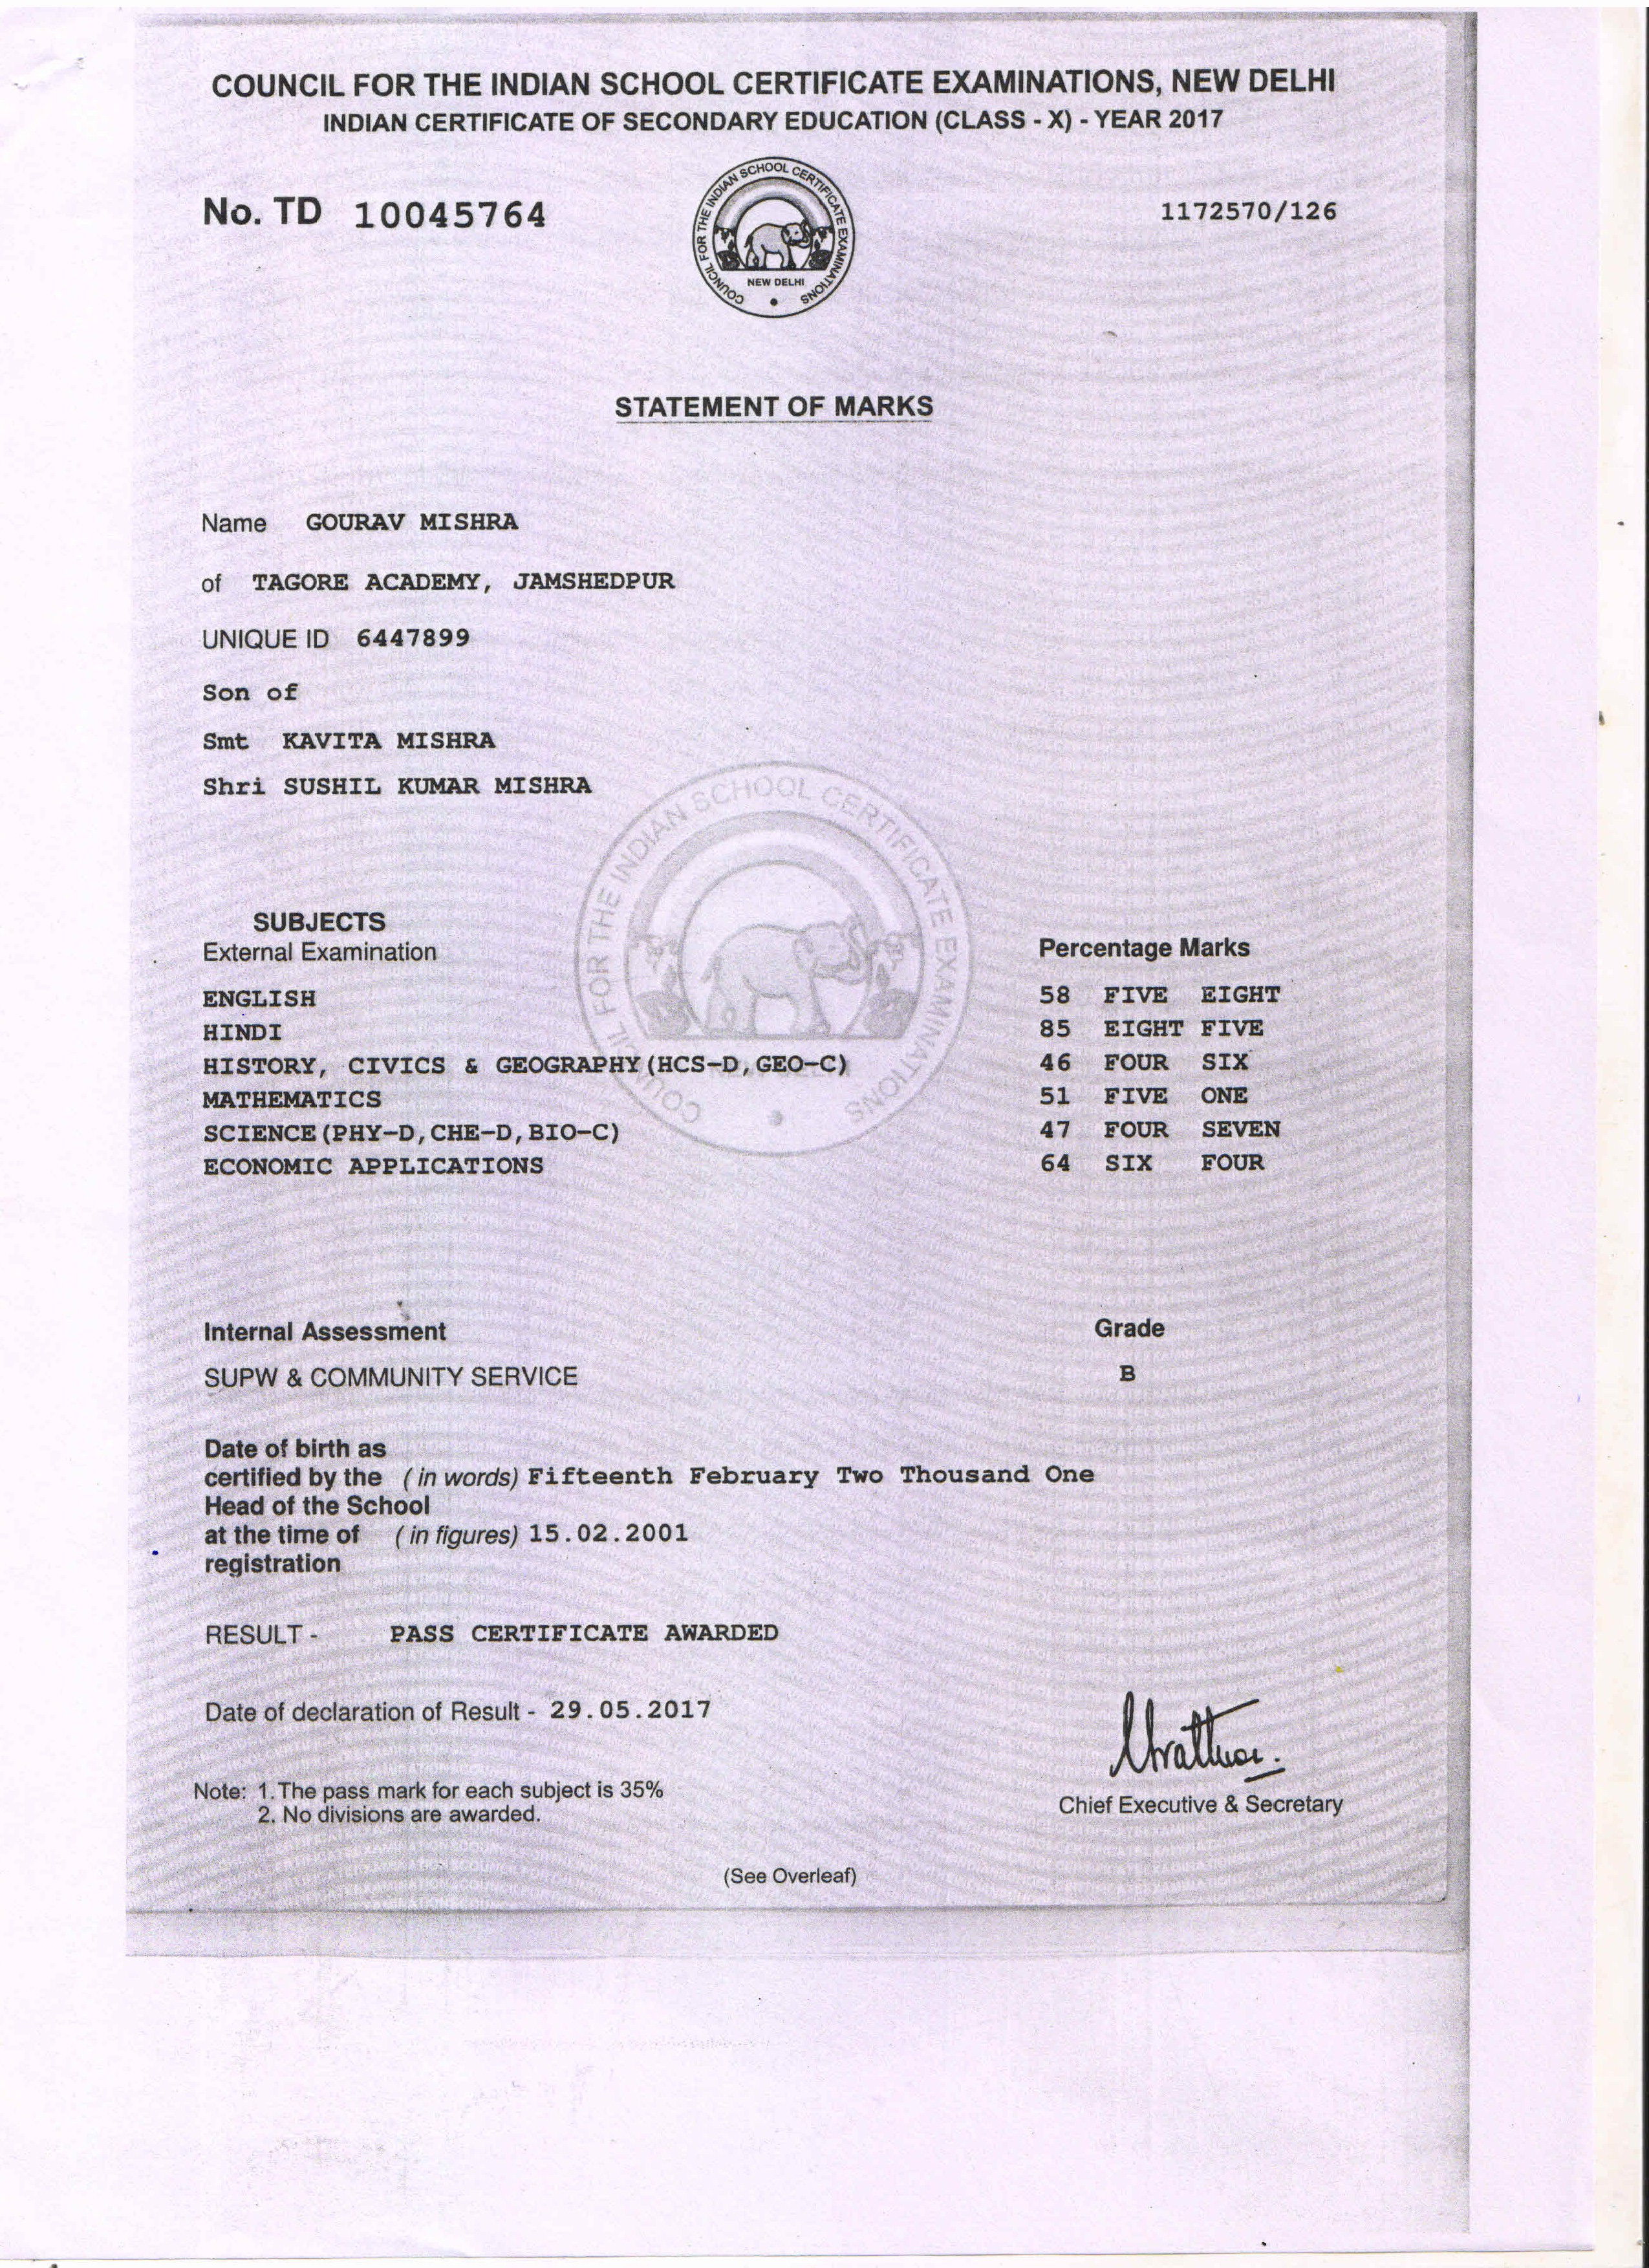 COUNCIL FOR THE INDIAN SCHOOL CERTIFICATE EXAMINATIONS, NEW DELHI
INDIAN CERTIFICATE OF SECONDARY EDUCATION (CLASS - X) - YEAR 2017
No. TD 10045764
COUNCIL FOR THE INDIAN SCHOOL CERTIFICATE EXAMINATIONS
NEW DELHI
1172570/126
STATEMENT OF MARKS
Name GOURAV MISHRA
of TAGORE ACADEMY, JAMSHEDPUR
UNIQUE ID 6447899
Son of
Smt KAVITA MISHRA
Shri SUSHIL KUMAR MISHRA
COUNCIL FOR THE INDIAN SCHOOL CERTIFICATE EXAMINATIONS
SUBJECTS
External Examination Percentage Marks
ENGLISH 58 FIVE EIGHT
HINDI 85 EIGHT FIVE
HISTORY, CIVICS & GEOGRAPHY(HCS-D,GEO-C) 46 FOUR SIX
MATHEMATICS 51 FIVE ONE
SCIENCE(PHY-D,CHE-D,BIO-C) 47 FOUR SEVEN
ECONOMIC APPLICATIONS 64 SIX FOUR
Internal Assessment Grade
SUPW & COMMUNITY SERVICE B
Date of birth as
certified by the (in words) Fifteenth February Two Thousand One
Head of the School
at the time of (in figures) 15.02.2001
registration
RESULT - PASS CERTIFICATE AWARDED
Date of declaration of Result - 29.05.2017
Note: 1. The pass mark for each subject is 35%
2. No divisions are awarded.
Chief Executive & Secretary
(See Overleaf)